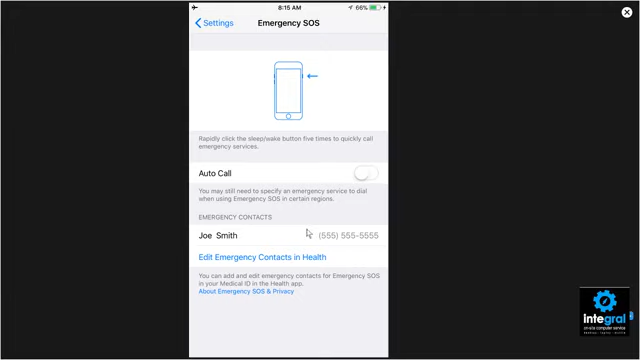 8:15 AM
66%
Settings
Emergency SOS
Rapidly click the sleep/wake button five times to quickly call
emergency services.
Auto Call
You may still need to specify an emergency service to dial
when using Emergency SOS in certain regions.
EMERGENCY CONTACTS
Joe Smith (555) 555-5555
Edit Emergency Contacts in Health
You can add and edit emergency contacts for Emergency SOS
in your Medical ID in the Health app.
About Emergency SOS & Privacy
integral
on-site computer service